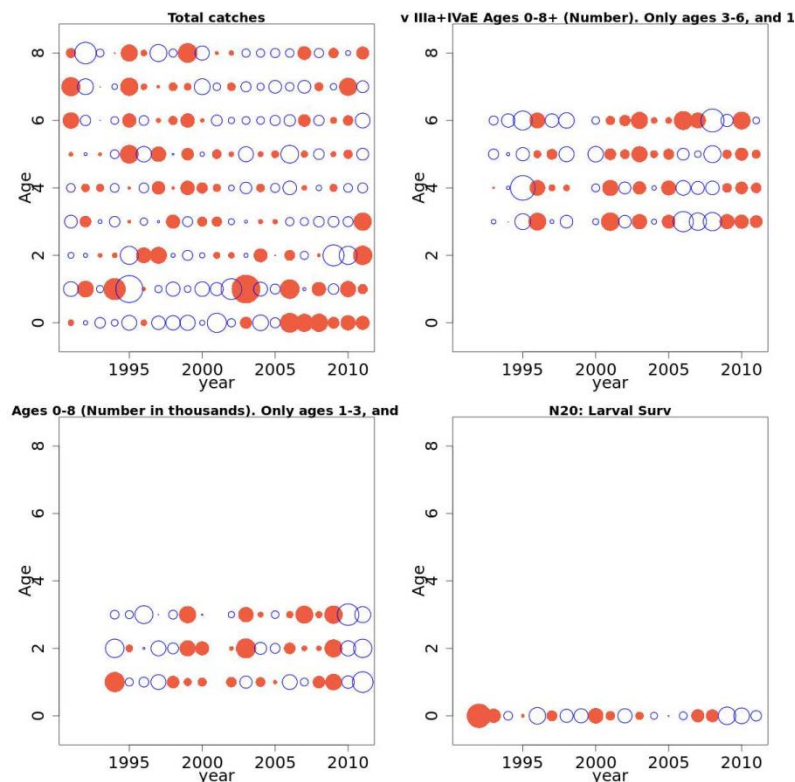 Total catches
v IIIa+IVaE Ages 0-8+ (Number). Only ages 3-6, and 1
8
6
4
2
0
Age
1995 2000 2005 2010
year
8
6
4
2
0
Age
1995 2000 2005 2010
year
Ages 0-8 (Number in thousands). Only ages 1-3, and
N20: Larval Surv
8
6
4
2
0
Age
1995 2000 2005 2010
year
8
6
4
2
0
Age
1995 2000 2005 2010
year